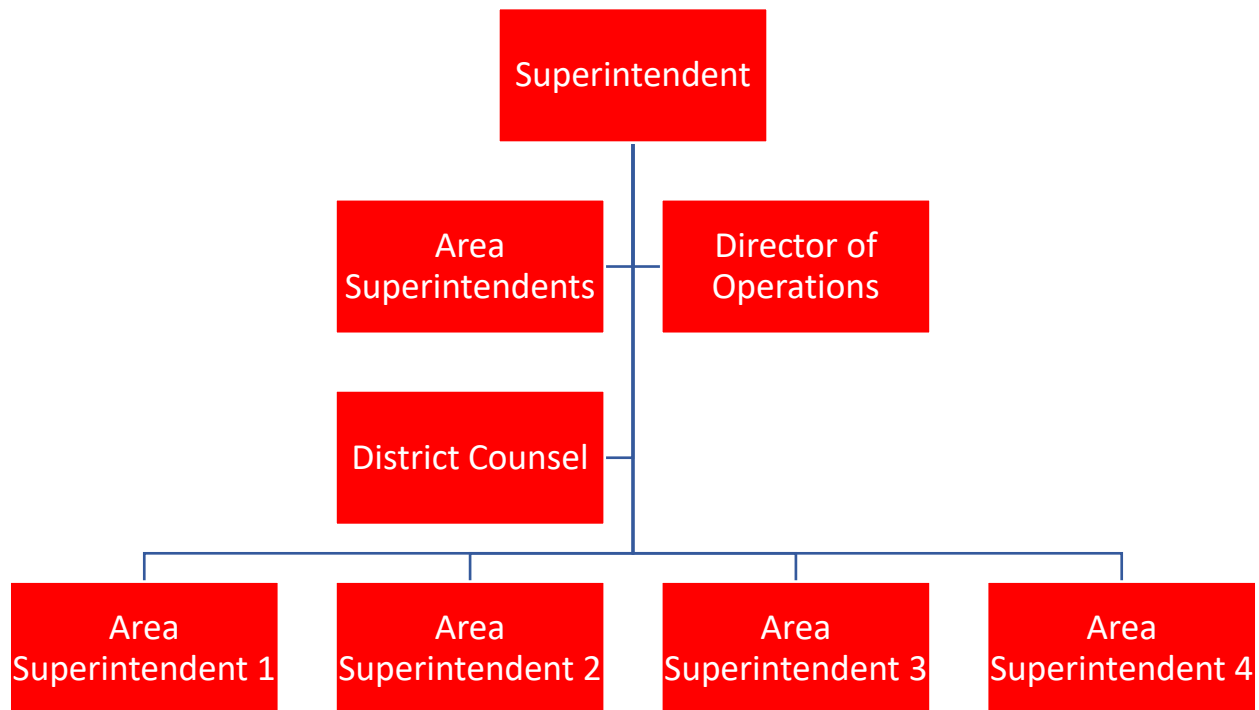 Superintendent
Area
Superintendents
Director of
Operations
District Counsel
Area
Superintendent 1
Area
Superintendent 2
Area
Superintendent 3
Area
Superintendent 4